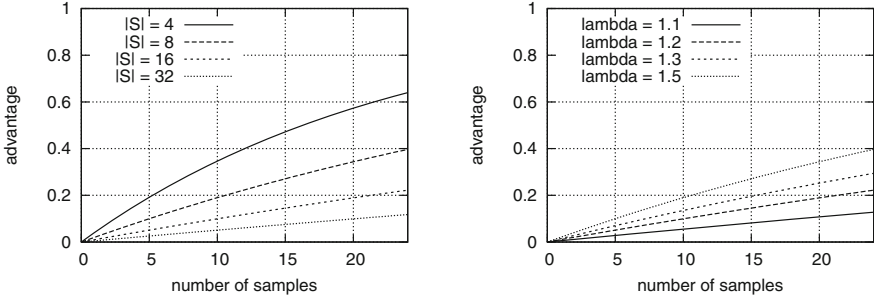 1
0.8
0.6
0.4
0.2
0
advantage
|S| = 4
|S| = 8
|S| = 16
|S| = 32
0 5 10 15 20
number of samples
1
0.8
0.6
0.4
0.2
0
advantage
lambda = 1.1
lambda = 1.2
lambda = 1.3
lambda = 1.5
0 5 10 15 20
number of samples